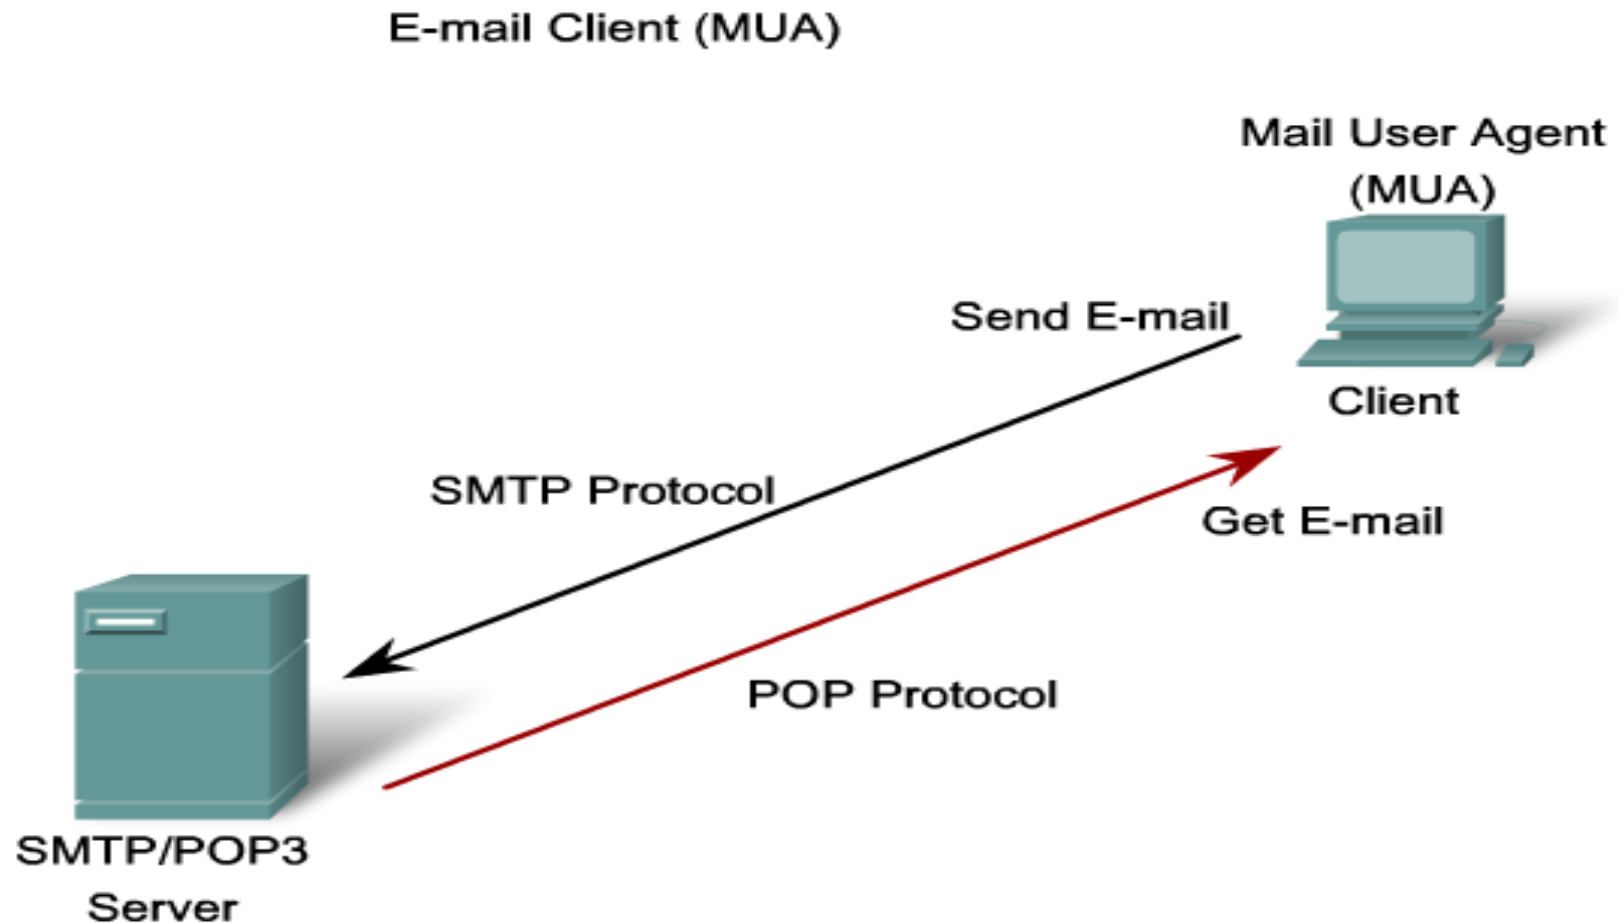 E-mail Client (MUA)
Mail User Agent
(MUA)
Send E-mail
Client
SMTP Protocol
Get E-mail
POP Protocol
SMTP/POP3
Server